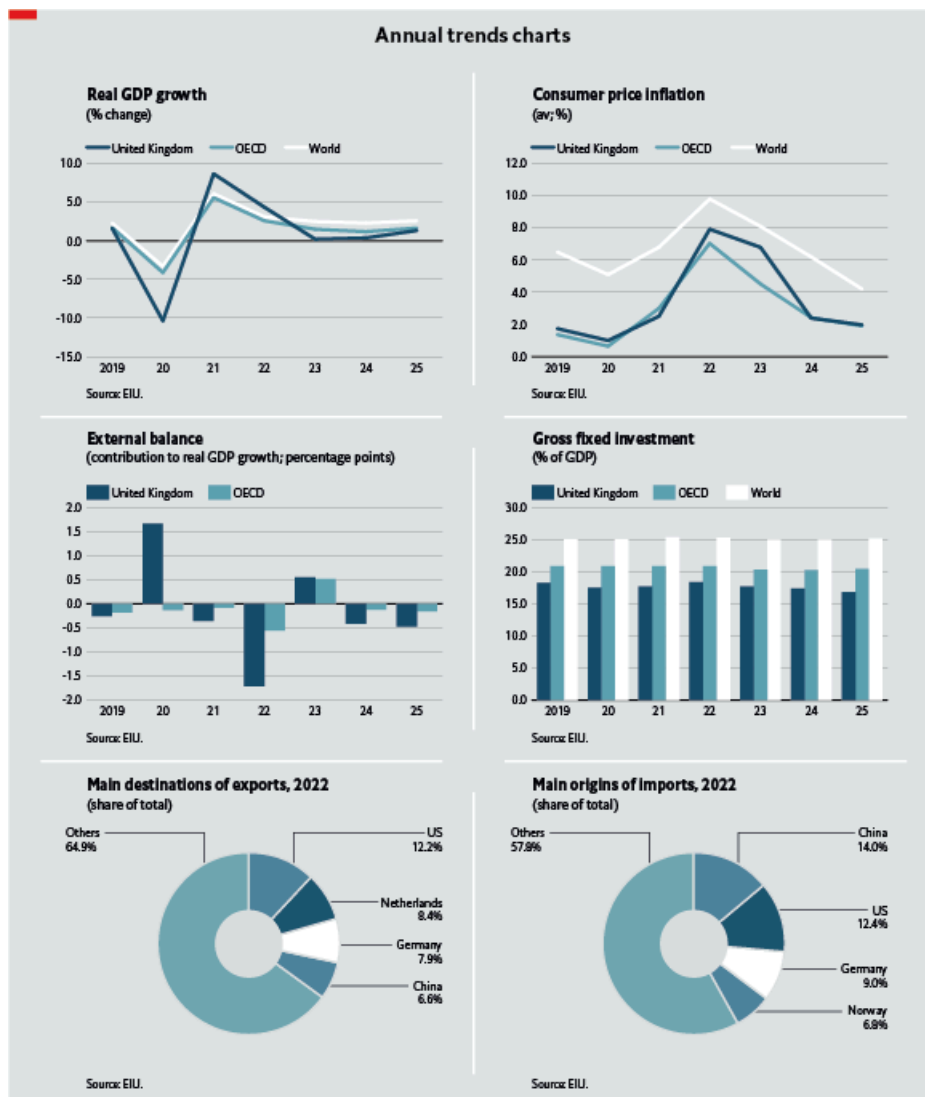 Annual trends charts
Real GDP growth
(% change)
United Kingdom OECD World
10.0
5.0
0.0
-5.0
-10.0
-15.0
2019 20 21 22 23 24 25
Source: EIU.
Consumer price inflation
(av; %)
United Kingdom OECD World
12.0
10.0
8.0
6.0
4.0
2.0
0.0
2019 20 21 22 23 24 25
Source: EIU.
External balance
(contribution to real GDP growth; percentage points)
United Kingdom OECD
2.0
1.5
1.0
0.5
0.0
-0.5
-1.0
-1.5
-2.0
2019 20 21 22 23 24 25
Source: EIU.
Gross fixed investment
(% of GDP)
United Kingdom OECD World
30.0
25.0
20.0
15.0
10.0
5.0
0.0
2019 20 21 22 23 24 25
Source: EIU.
Main destinations of exports, 2022
(share of total)
Others
64.9%
US
12.2%
Netherlands
8.4%
Germany
7.9%
China
6.6%
Source: EIU.
Main origins of imports, 2022
(share of total)
Others
57.8%
China
14.0%
US
12.4%
Germany
9.0%
Norway
6.8%
Source: EIU.